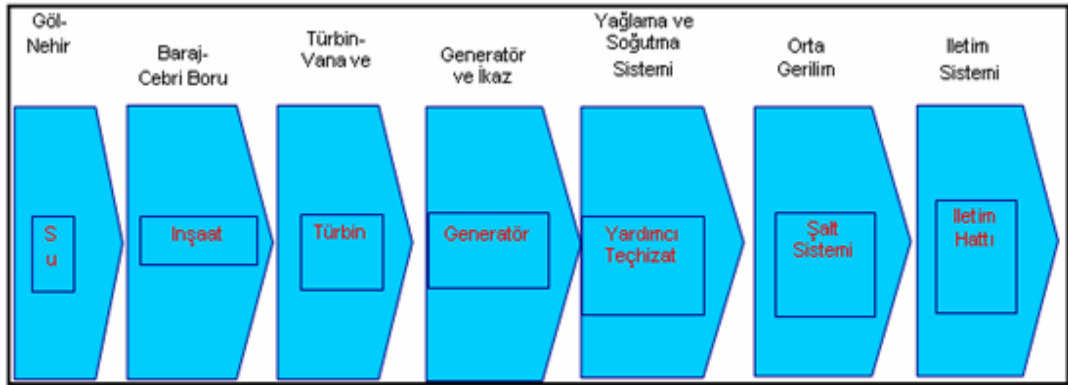 Göl-
Nehir
Baraj-
Cebri Boru
Türbin-
Vana ve
Generatör
ve İkaz
Yağlama ve
Soğutma
Sistemi
Orta
Gerilim
Iletim
Sistemi
S
u
Inşaat
Türbin
Generatör
Yardımcı
Teçhizat
Şalt
Sistemi
Iletim
Hattı